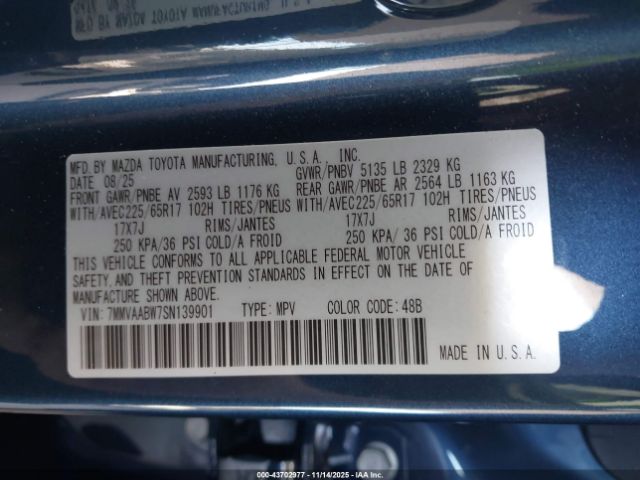 MFD. BY MAZDA TOYOTA MANUFACTURING, U.S.A. INC.
DATE 08/25 GVWR/PNBV 5135 LB 2329 KG
FRONT GAWR/PNBE AV 2593 LB 1176 KG REAR GAWR/PNBE AR 2564 LB 1163 KG
WITH/AVEC225/65R17 102H TIRES/PNEUS WITH/AVEC225/65R17 102H TIRES/PNEUS
17X7J RIMS/JANTES 17X7J RIMS/JANTES
250 KPA/36 PSI COLD/A FROID 250 KPA/36 PSI COLD/A FROID
THIS VEHICLE CONFORMS TO ALL APPLICABLE FEDERAL MOTOR VEHICLE
SAFETY, AND THEFT PREVENTION STANDARDS IN EFFECT ON THE DATE OF
MANUFACTURE SHOWN ABOVE.
VIN: 7MMVAABW7SN139901 TYPE: MPV COLOR CODE: 48B
MADE IN U.S.A.
000-43702977 - 11/14/2025 - IAAI.COM